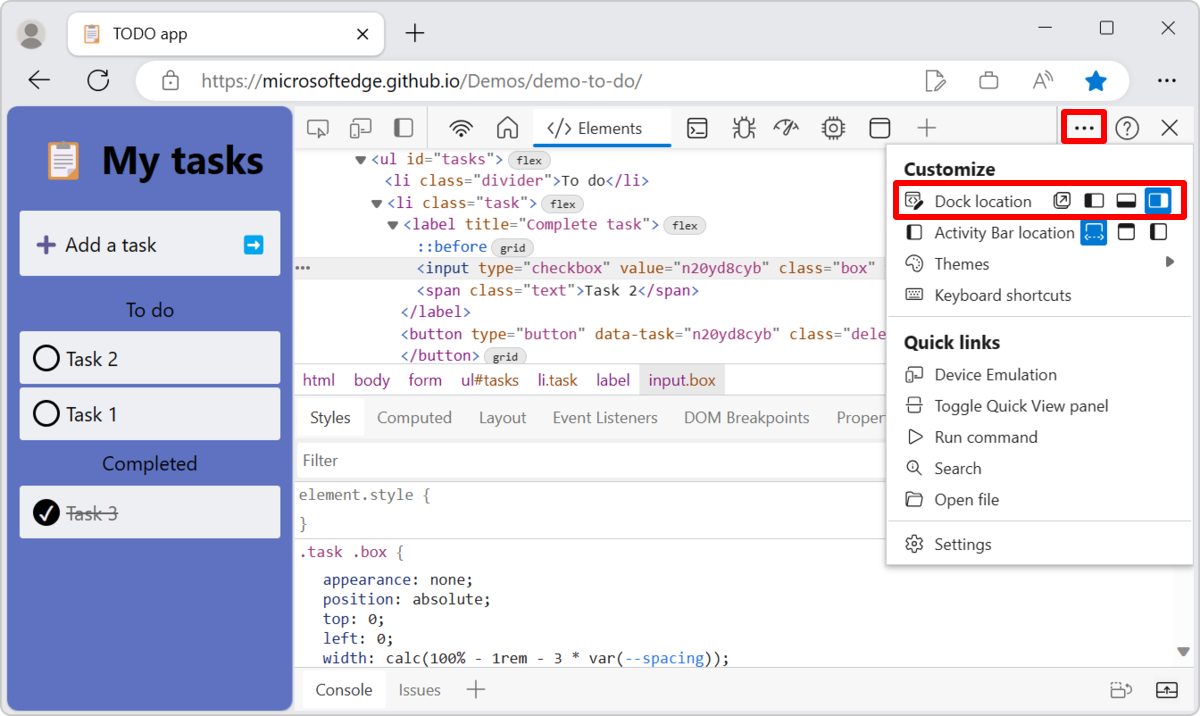 TODO app
https://microsoftedge.github.io/Demos/demo-to-do/
My tasks
Add a task
To do
Task 2
Task 1
Completed
Task 3
</> Elements
<ul id="tasks"> flex
<li class="divider">To do</li>
<li class="task"> flex
<label title="Complete task"> flex
::before grid
<input type="checkbox" value="n20yd8cyb" class="box"
<span class="text">Task 2</span>
</label>
<button type="button" data-task="n20yd8cyb" class="dele
</button> grid
html body form ul#tasks li.task label input.box
Styles Computed Layout Event Listeners DOM Breakpoints Proper
Filter
element.style {
}
.task .box {
appearance: none;
position: absolute;
top: 0;
left: 0;
width: calc(100% - 1rem - 3 * var(--spacing));
Console Issues
Customize
Dock location
Activity Bar location
Themes
Keyboard shortcuts
Quick links
Device Emulation
Toggle Quick View panel
Run command
Search
Open file
Settings